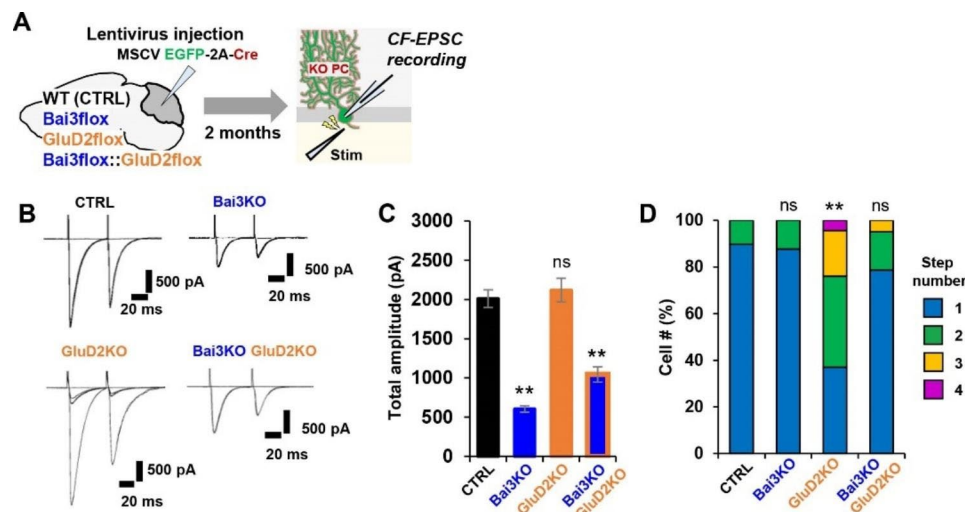 A
Lentivirus injection
MSCV EGFP-2A-Cre
WT (CTRL)
Bai3flox
GluD2flox
Bai3flox::GluD2flox
2 months
KO PC
CF-EPSC
recording
Stim
B
CTRL
500 pA
20 ms
Bai3KO
500 pA
20 ms
GluD2KO
500 pA
20 ms
Bai3KO GluD2KO
500 pA
20 ms
C
Total amplitude (pA)
3000
2500
2000
1500
1000
500
0
**
ns
**
CTRL
Bai3KO
GluD2KO
Bai3KO
GluD2KO
D
Cell # (%)
100
80
60
40
20
0
ns
**
ns
CTRL
Bai3KO
GluD2KO
Bai3KO
GluD2KO
Step
number
1
2
3
4